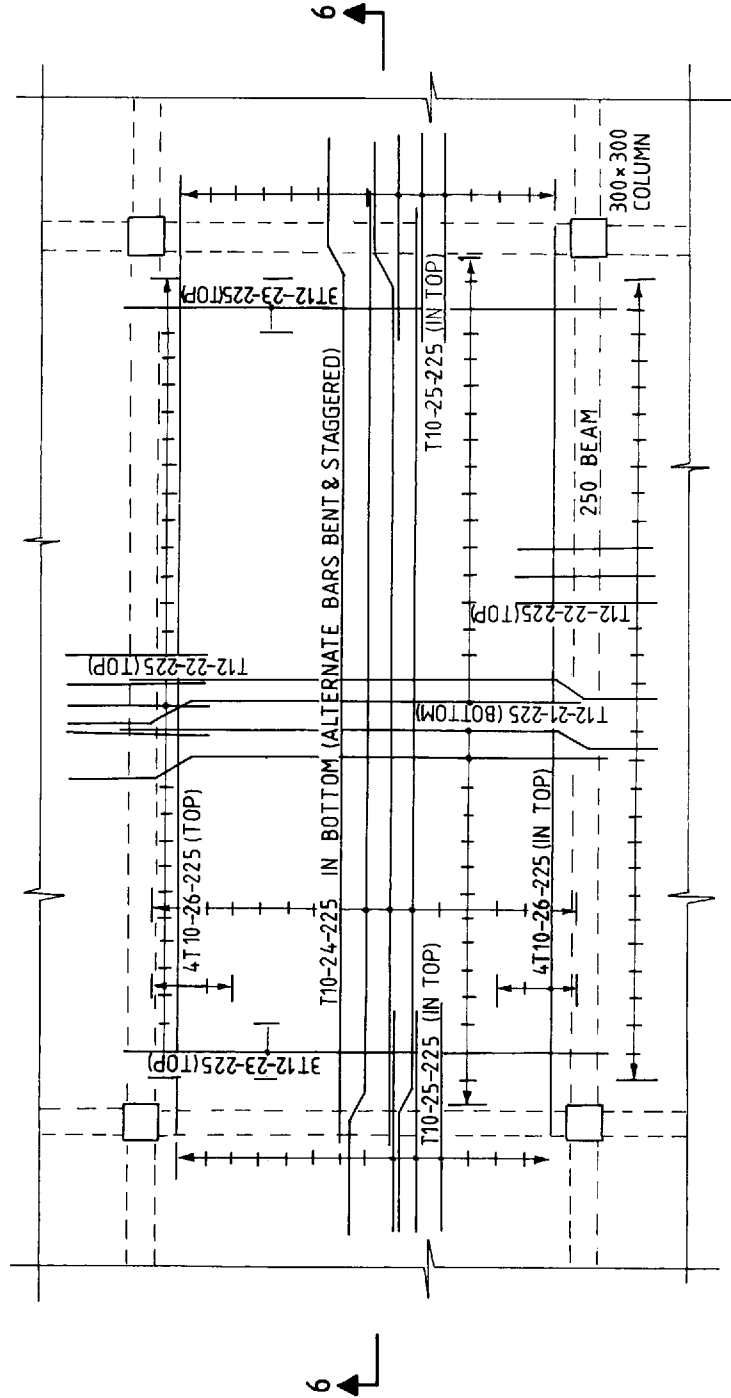 6
6
4T10-26-225 (TOP)
T12-22-225 (TOP)
3T12-23-225 (TOP)
3T12-23-225 (TOP)
T10-24-225 IN BOTTOM (ALTERNATE BARS BENT & STAGGERED)
T10-25-225 (IN TOP)
T12-21-225 (BOTTOM)
T10-25-225 (IN TOP)
4T10-26-225 (IN TOP)
T12-22-225 (TOP)
250 BEAM
300×300
COLUMN